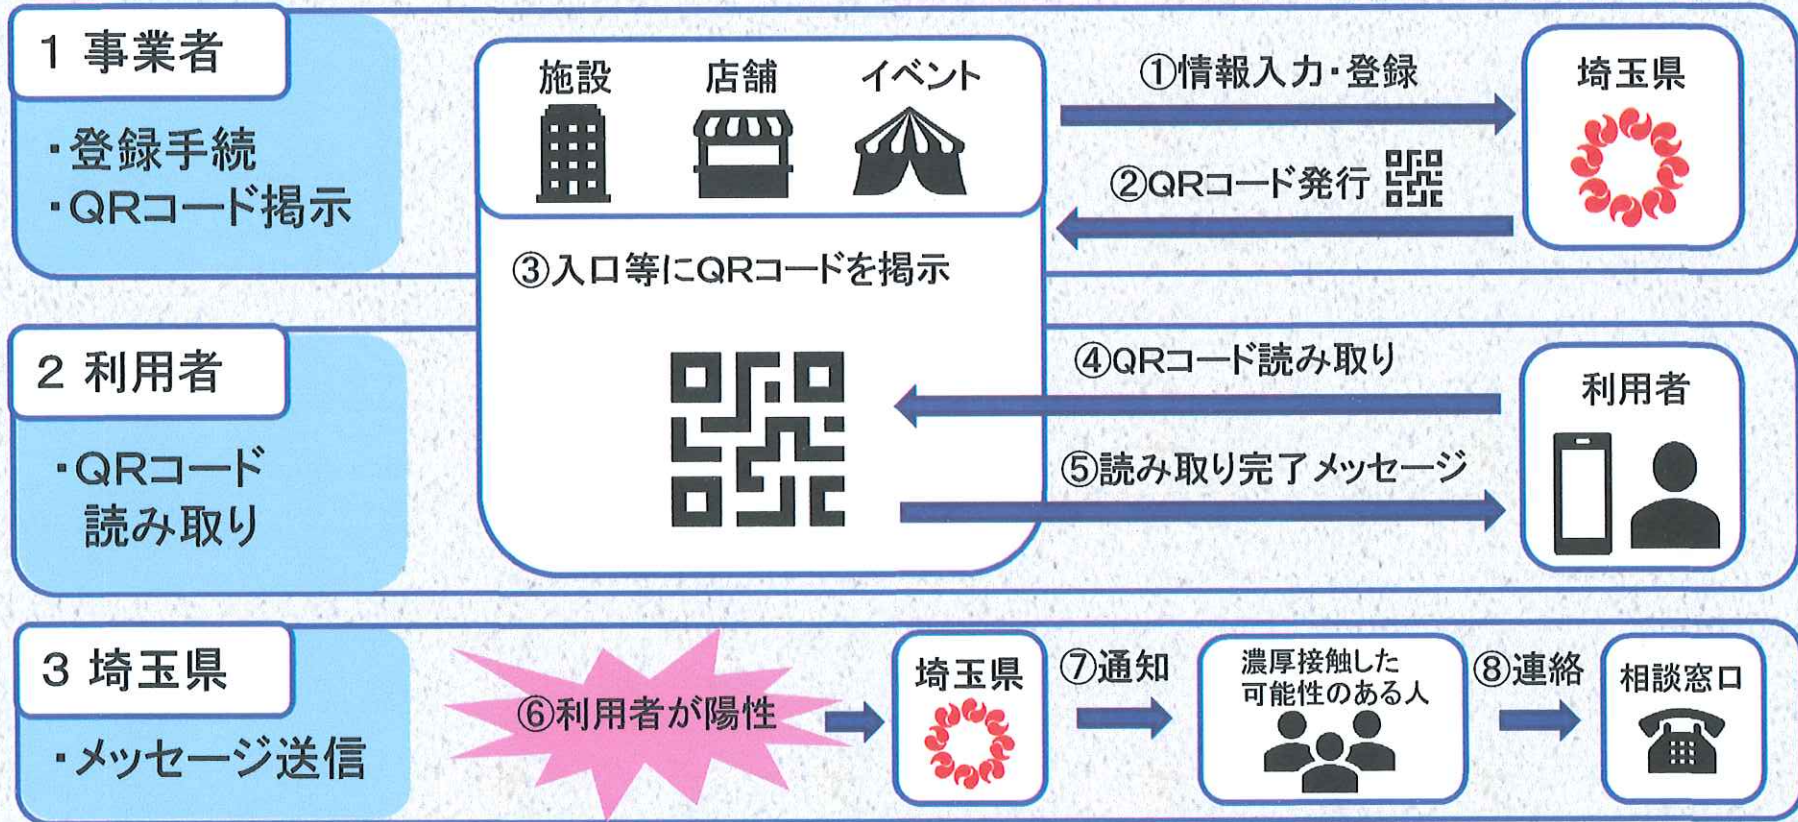 1 事業者
・登録手続
・QRコード掲示
施設
店舗
イベント
①情報入力・登録
②QRコード発行
埼玉県
③入口等にQRコードを掲示
2 利用者
・QRコード
読み取り
④QRコード読み取り
⑤読み取り完了メッセージ
利用者
3 埼玉県
・メッセージ送信
⑥利用者が陽性
埼玉県
⑦通知
濃厚接触した
可能性のある人
⑧連絡
相談窓口